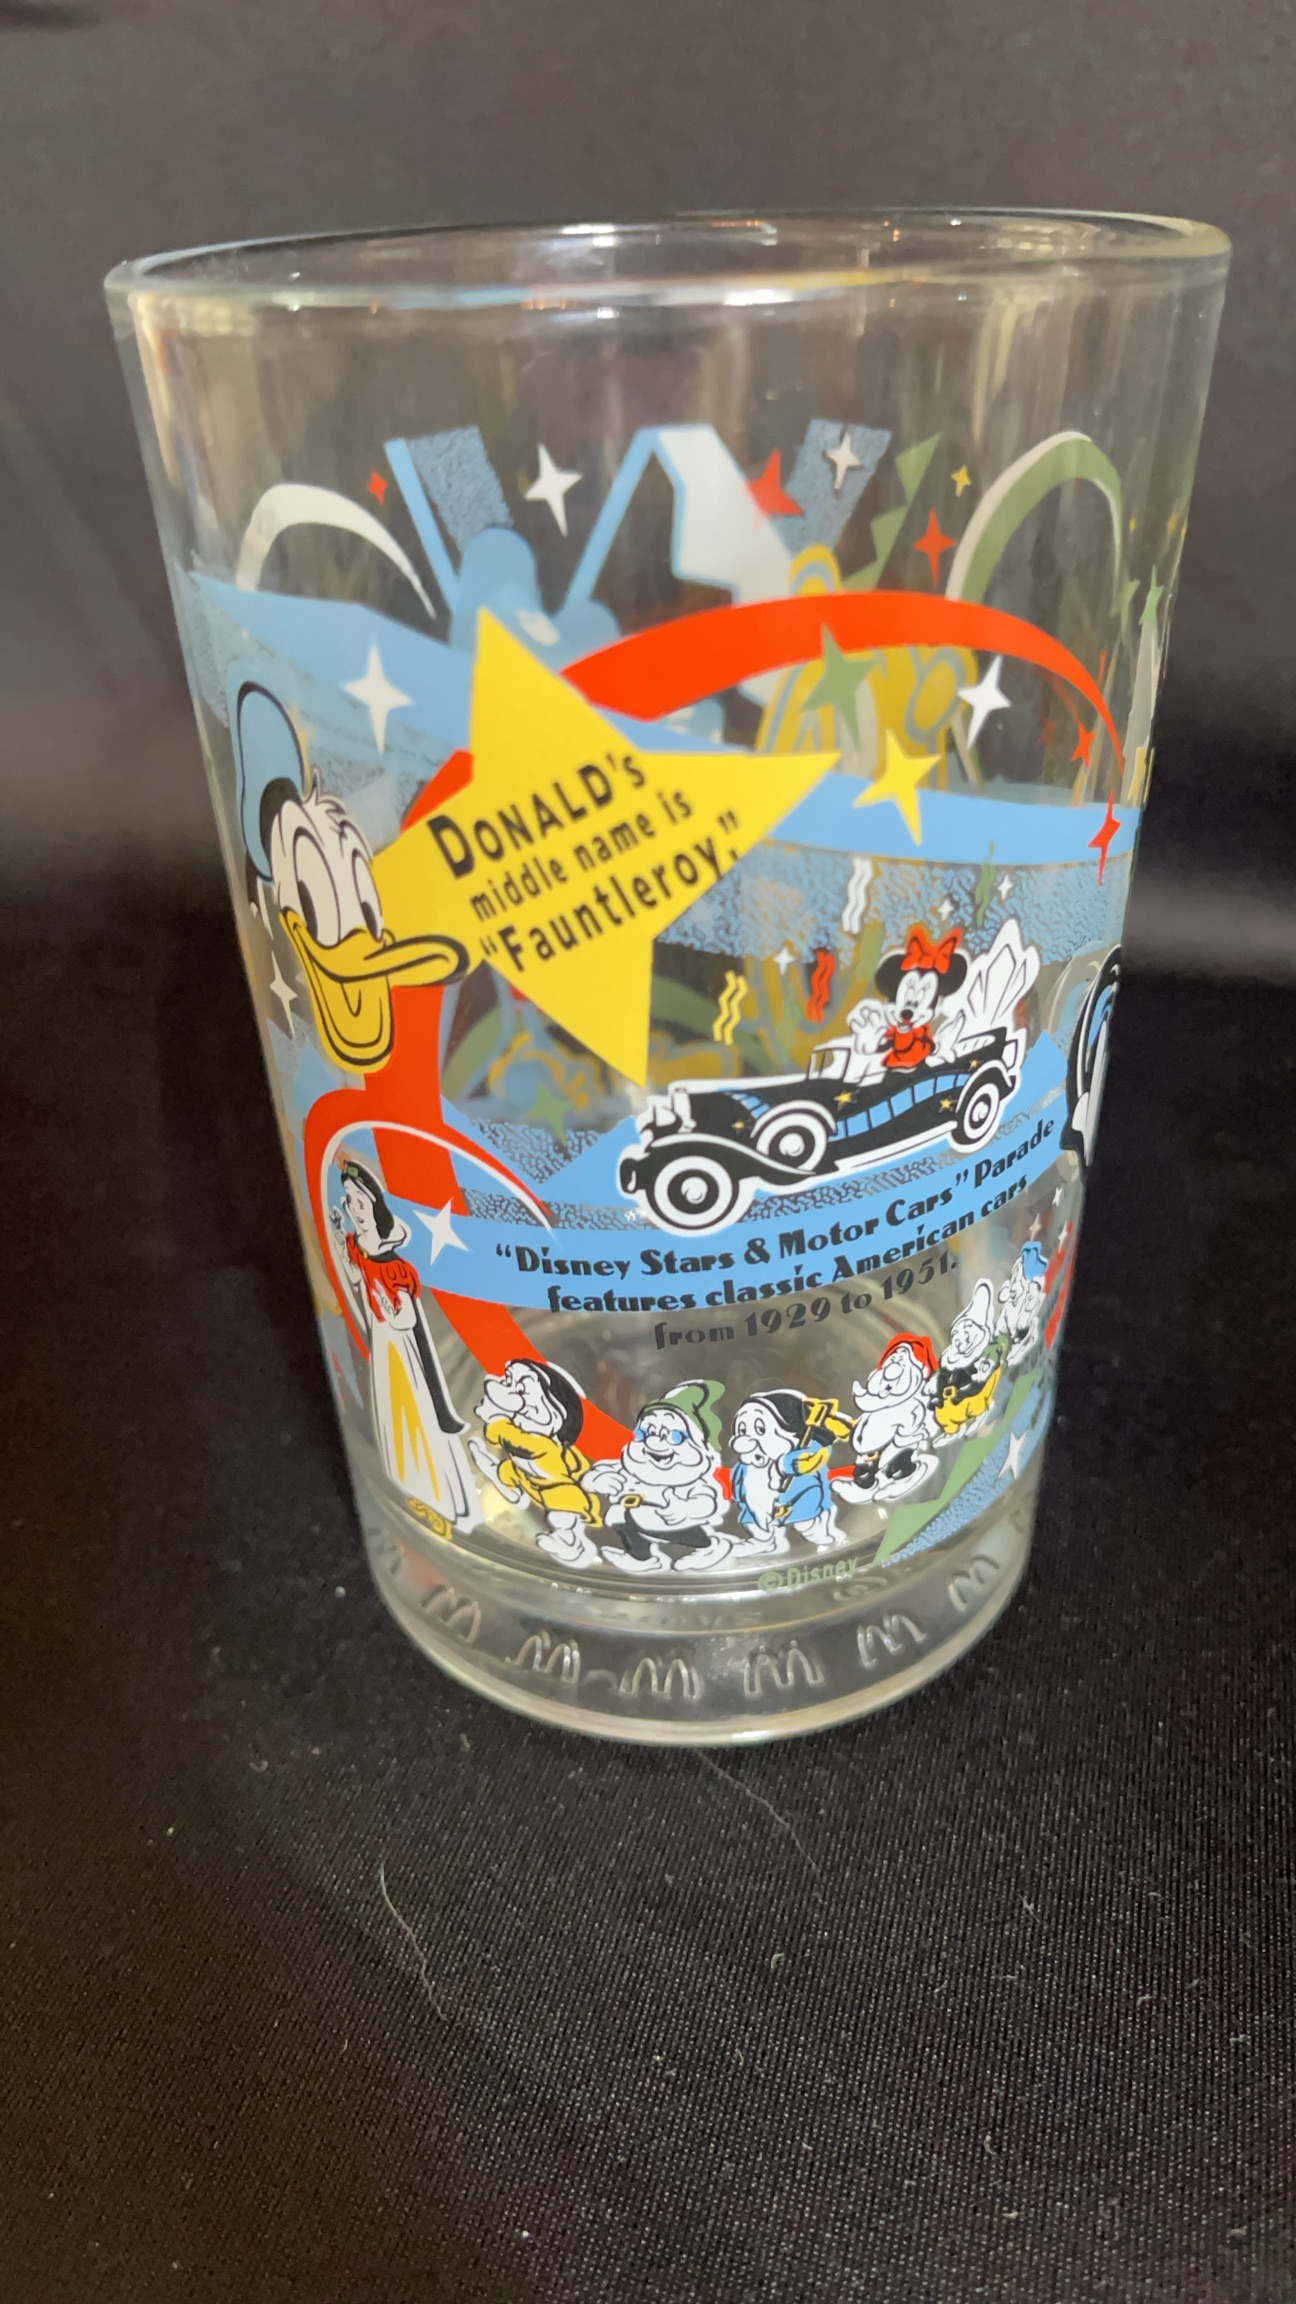 DONALD's
middle name is
"Fauntleroy."
"Disney Stars & Motor Cars" Parade
features classic American cars
from 1929 to 1951.
©Disney